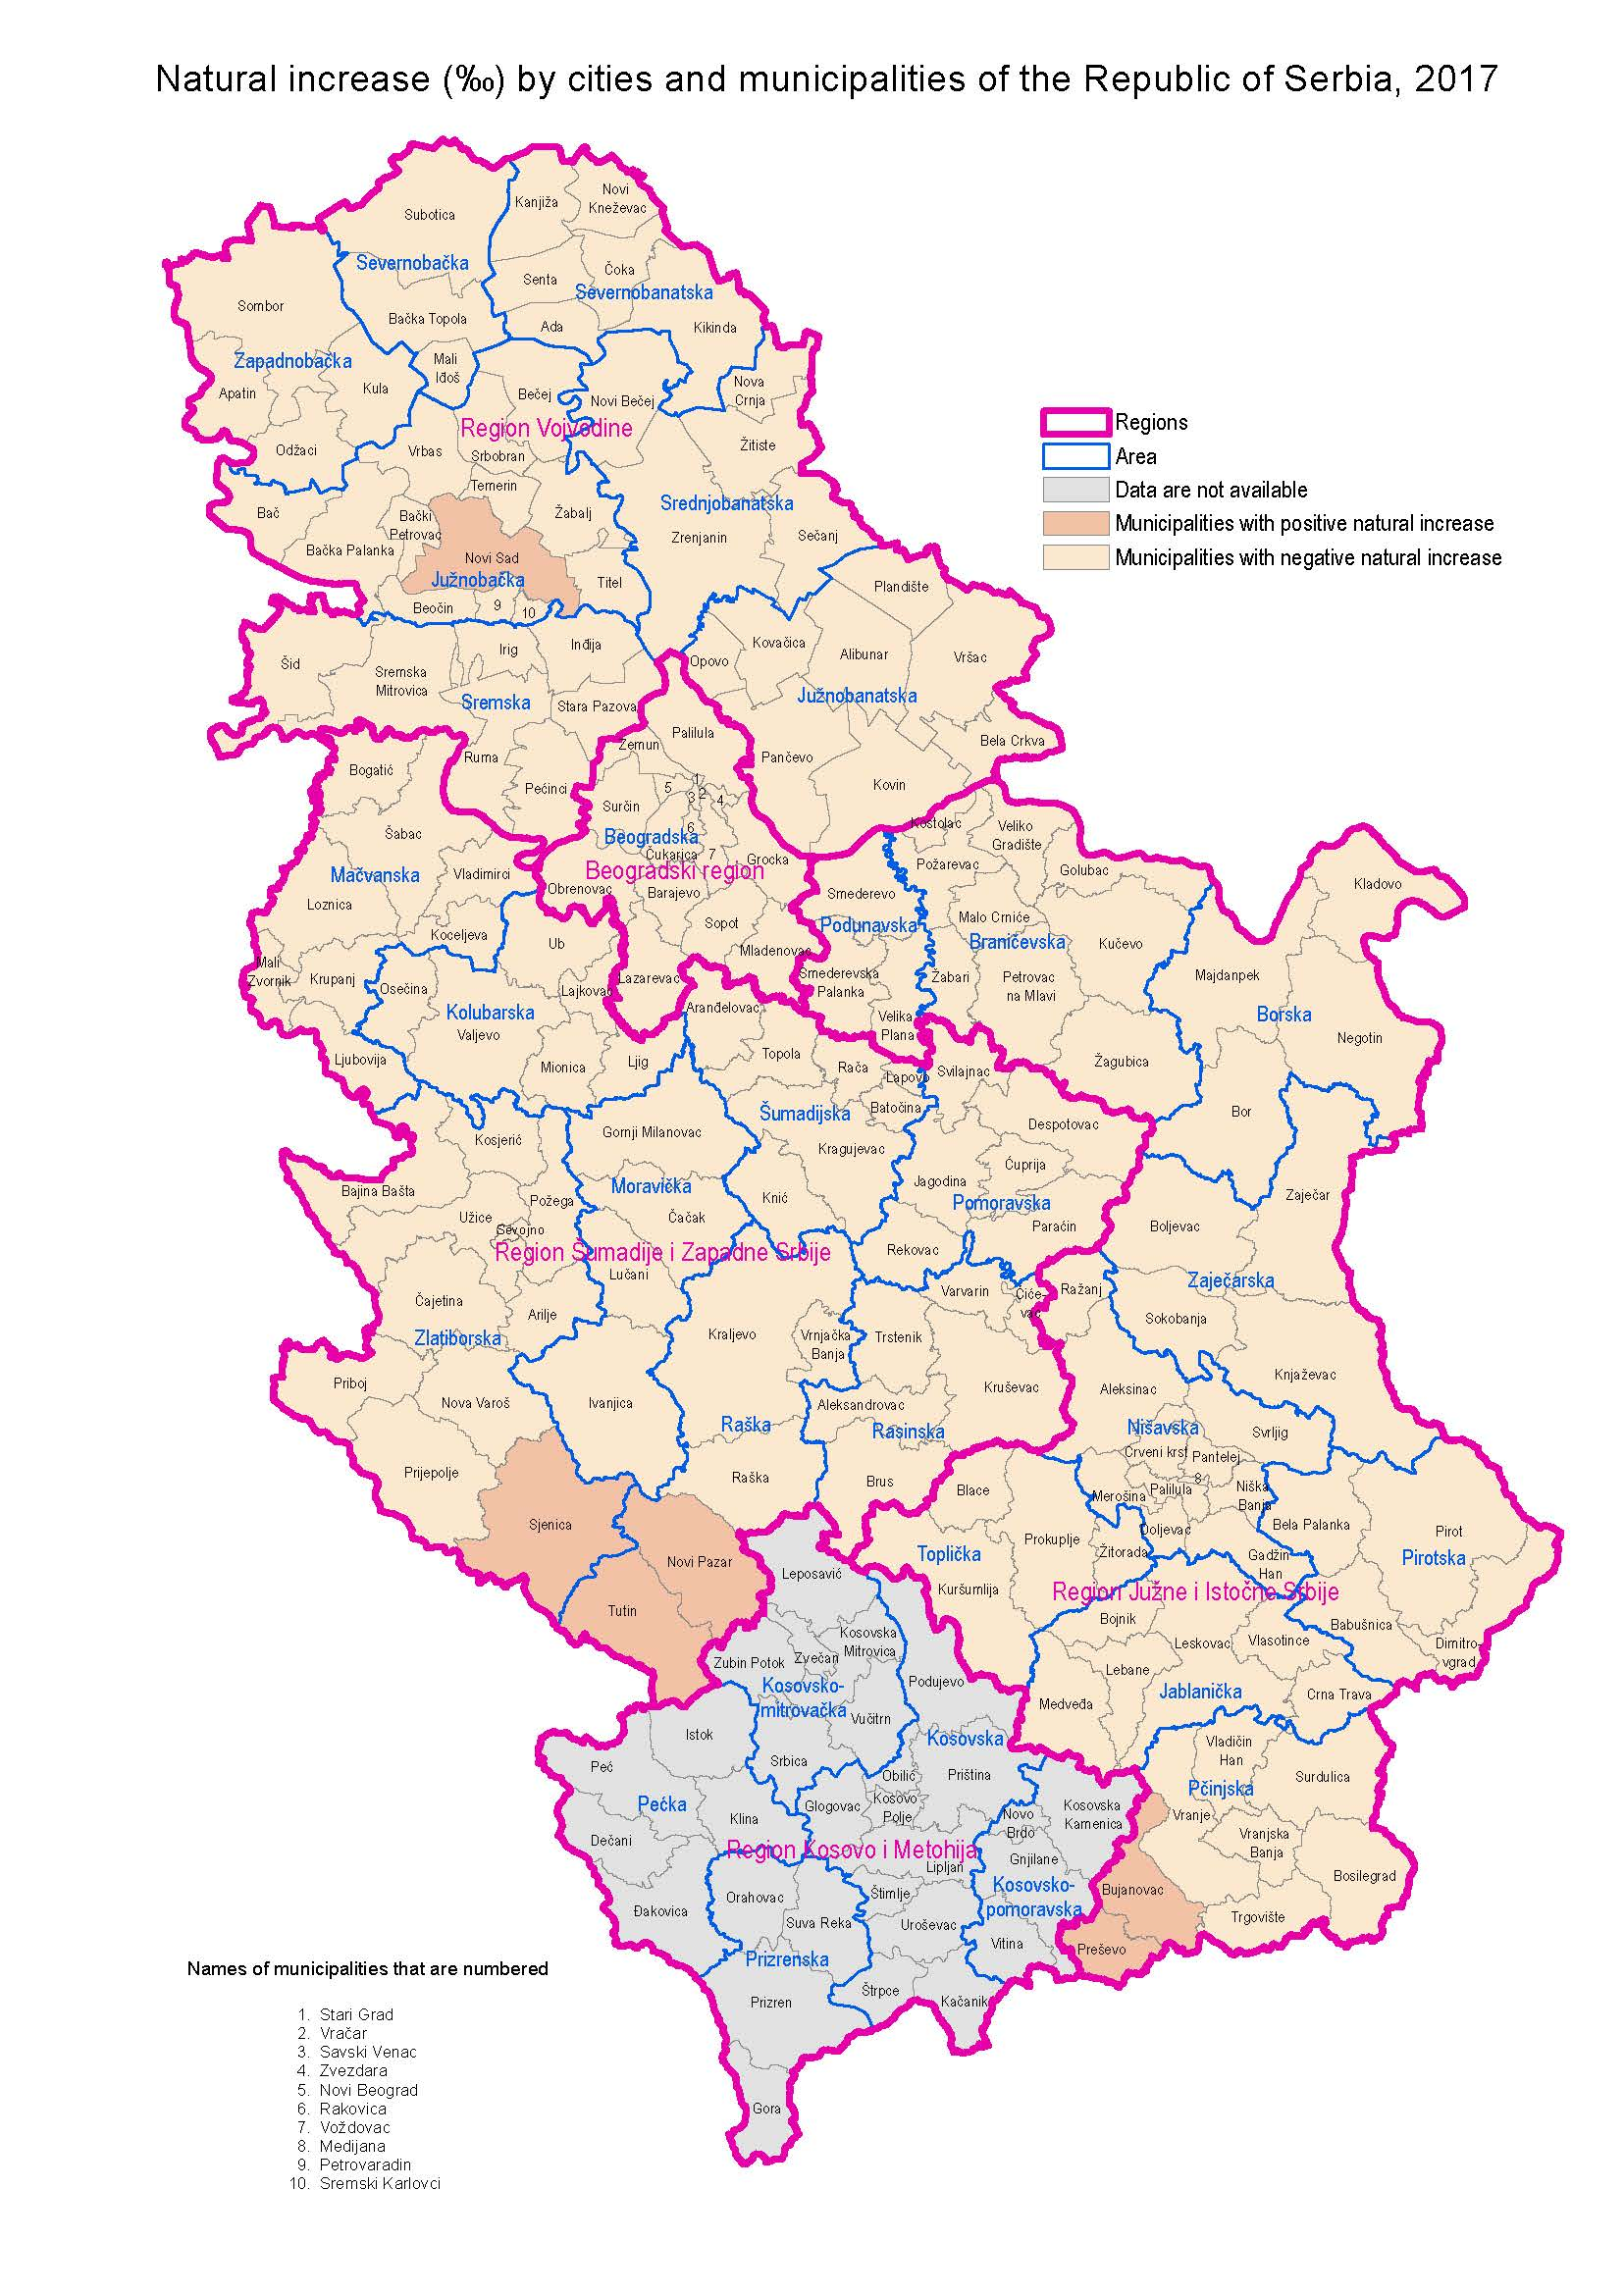 Natural increase (‰) by cities and municipalities of the Republic of Serbia, 2017
Subotica
Kanjiža
Novi
Kneževac
Severnobačka
Senta
Čoka
Severnobanatska
Sombor
Bačka Topola
Ada
Kikinda
Zapadnobačka
Mali
Iđoš
Apatin
Kula
Bečej
Novi Bečej
Nova
Crnja
Region Vojvodine
Odžaci
Vrbas
Srbobran
Žitiste
Temerin
Bač
Bački
Petrovac
Žabalj
Srednjobanatska
Bačka Palanka
Novi Sad
Zrenjanin
Sečanj
Južnobačka
Titel
Plandište
Beočin
9
10
Regions
Area
Data are not available
Municipalities with positive natural increase
Municipalities with negative natural increase
Šid
Sremska
Mitrovica
Irig
Inđija
Opovo
Kovačica
Alibunar
Vršac
Sremska
Stara Pazova
Južnobanatska
Palilula
Zemun
Bela Crkva
Ruma
Pećinci
Pančevo
Kovin
Bogatić
Surčin
5
1
3
2
4
6
Šabac
Beogradska
Čukarica
7
Grocka
Kostolac
Veliko
Gradište
Mačvanska
Vladimirci
Beogradski region
Požarevac
Golubac
Kladovo
Loznica
Obrenovac
Barajevo
Smederevo
Koceljeva
Ub
Sopot
Podunavska
Malo Crniće
Braničevska
Kučevo
Mladenovac
Mali
Zvornik
Krupanj
Osečina
Lajkovac
Lazarevac
Smederevska
Palanka
Žabari
Petrovac
na Mlavi
Majdanpek
Kolubarska
Valjevo
Aranđelovac
Velika
Plana
Borska
Negotin
Ljubovija
Mionica
Ljig
Topola
Rača
Lapovo
Svilajnac
Žagubica
Šumadijska
Batočina
Bor
Kosjerić
Gornji Milanovac
Kragujevac
Despotovac
Ćuprija
Bajina Bašta
Požega
Moravička
Knić
Jagodina
Pomoravska
Zaječar
Užice
Sevojno
Čačak
Paraćin
Boljevac
Region Šumadije i Zapadne Srbije
Rekovac
Lučani
Zaječarska
Čajetina
Arilje
Varvarin
Ćiće-
vac
Ražanj
Zlatiborska
Kraljevo
Vrnjačka
Banja
Trstenik
Sokobanja
Priboj
Nova Varoš
Ivanjica
Kruševac
Aleksinac
Knjaževac
Aleksandrovac
Raška
Rasinska
Nišavska
Svrljig
Prijepolje
Raška
Brus
Crveni krst
Pantelej
8
Blace
Merošina
Palilula
Niška
Banja
Sjenica
Prokuplje
Doljevac
Bela Palanka
Pirot
Novi Pazar
Toplička
Žitorađa
Gadžin
Han
Pirotska
Leposavić
Kuršumlija
Region Južne i Istočne Srbije
Tutin
Bojnik
Babušnica
Kosovska
Mitrovica
Leskovac
Vlasotince
Dimitro-
vgrad
Zubin Potok
Zvečan
Podujevo
Lebane
Kosovsko-
mitrovačka
Medveđa
Jablanička
Crna Trava
Vučitrn
Istok
Kosovska
Vladičin
Han
Peć
Srbica
Obilić
Priština
Surdulica
Pčinjska
Pećka
Klina
Glogovac
Kosovo
Polje
Novo
Brdo
Kosovska
Kamenica
Vranje
Dečani
Region Kosovo i Metohija
Lipljan
Gnjilane
Vranjska
Banja
Bosilegrad
Orahovac
Štimlje
Kosovsko-
pomoravska
Bujanovac
Đakovica
Suva Reka
Uroševac
Trgovište
Prizrenska
Vitina
Preševo
Prizren
Štrpce
Kačanik
Gora
Names of municipalities that are numbered
1. Stari Grad
2. Vračar
3. Savski Venac
4. Zvezdara
5. Novi Beograd
6. Rakovica
7. Voždovac
8. Medijana
9. Petrovaradin
10. Sremski Karlovci